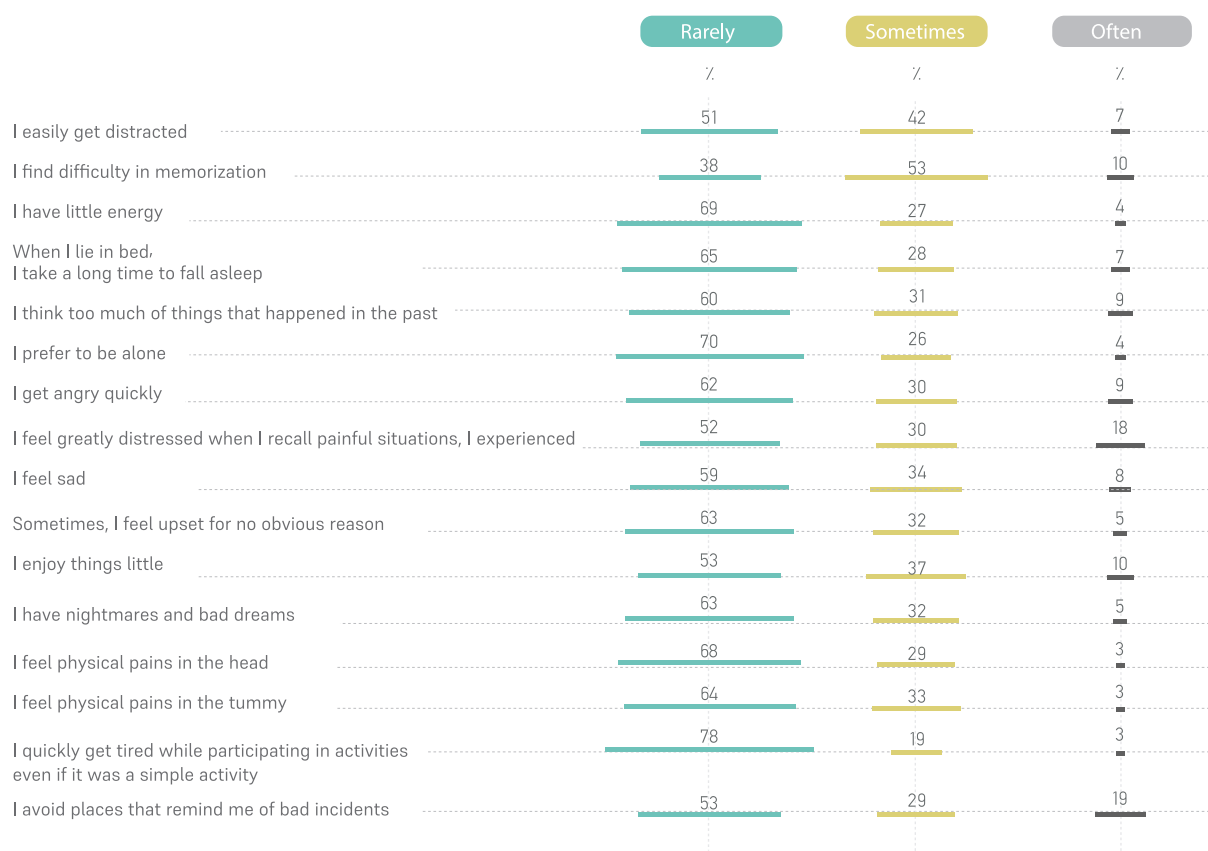 Rarely Sometimes Often
% % %
I easily get distracted 51 42 7
I find difficulty in memorization 38 53 10
I have little energy 69 27 4
When I lie in bed,
I take a long time to fall asleep 65 28 7
I think too much of things that happened in the past 60 31 9
I prefer to be alone 70 26 4
I get angry quickly 62 30 9
I feel greatly distressed when I recall painful situations, I experienced 52 30 18
I feel sad 59 34 8
Sometimes, I feel upset for no obvious reason 63 32 5
I enjoy things little 53 37 10
I have nightmares and bad dreams 63 32 5
I feel physical pains in the head 68 29 3
I feel physical pains in the tummy 64 33 3
I quickly get tired while participating in activities 78 19 3
even if it was a simple activity
I avoid places that remind me of bad incidents 53 29 19